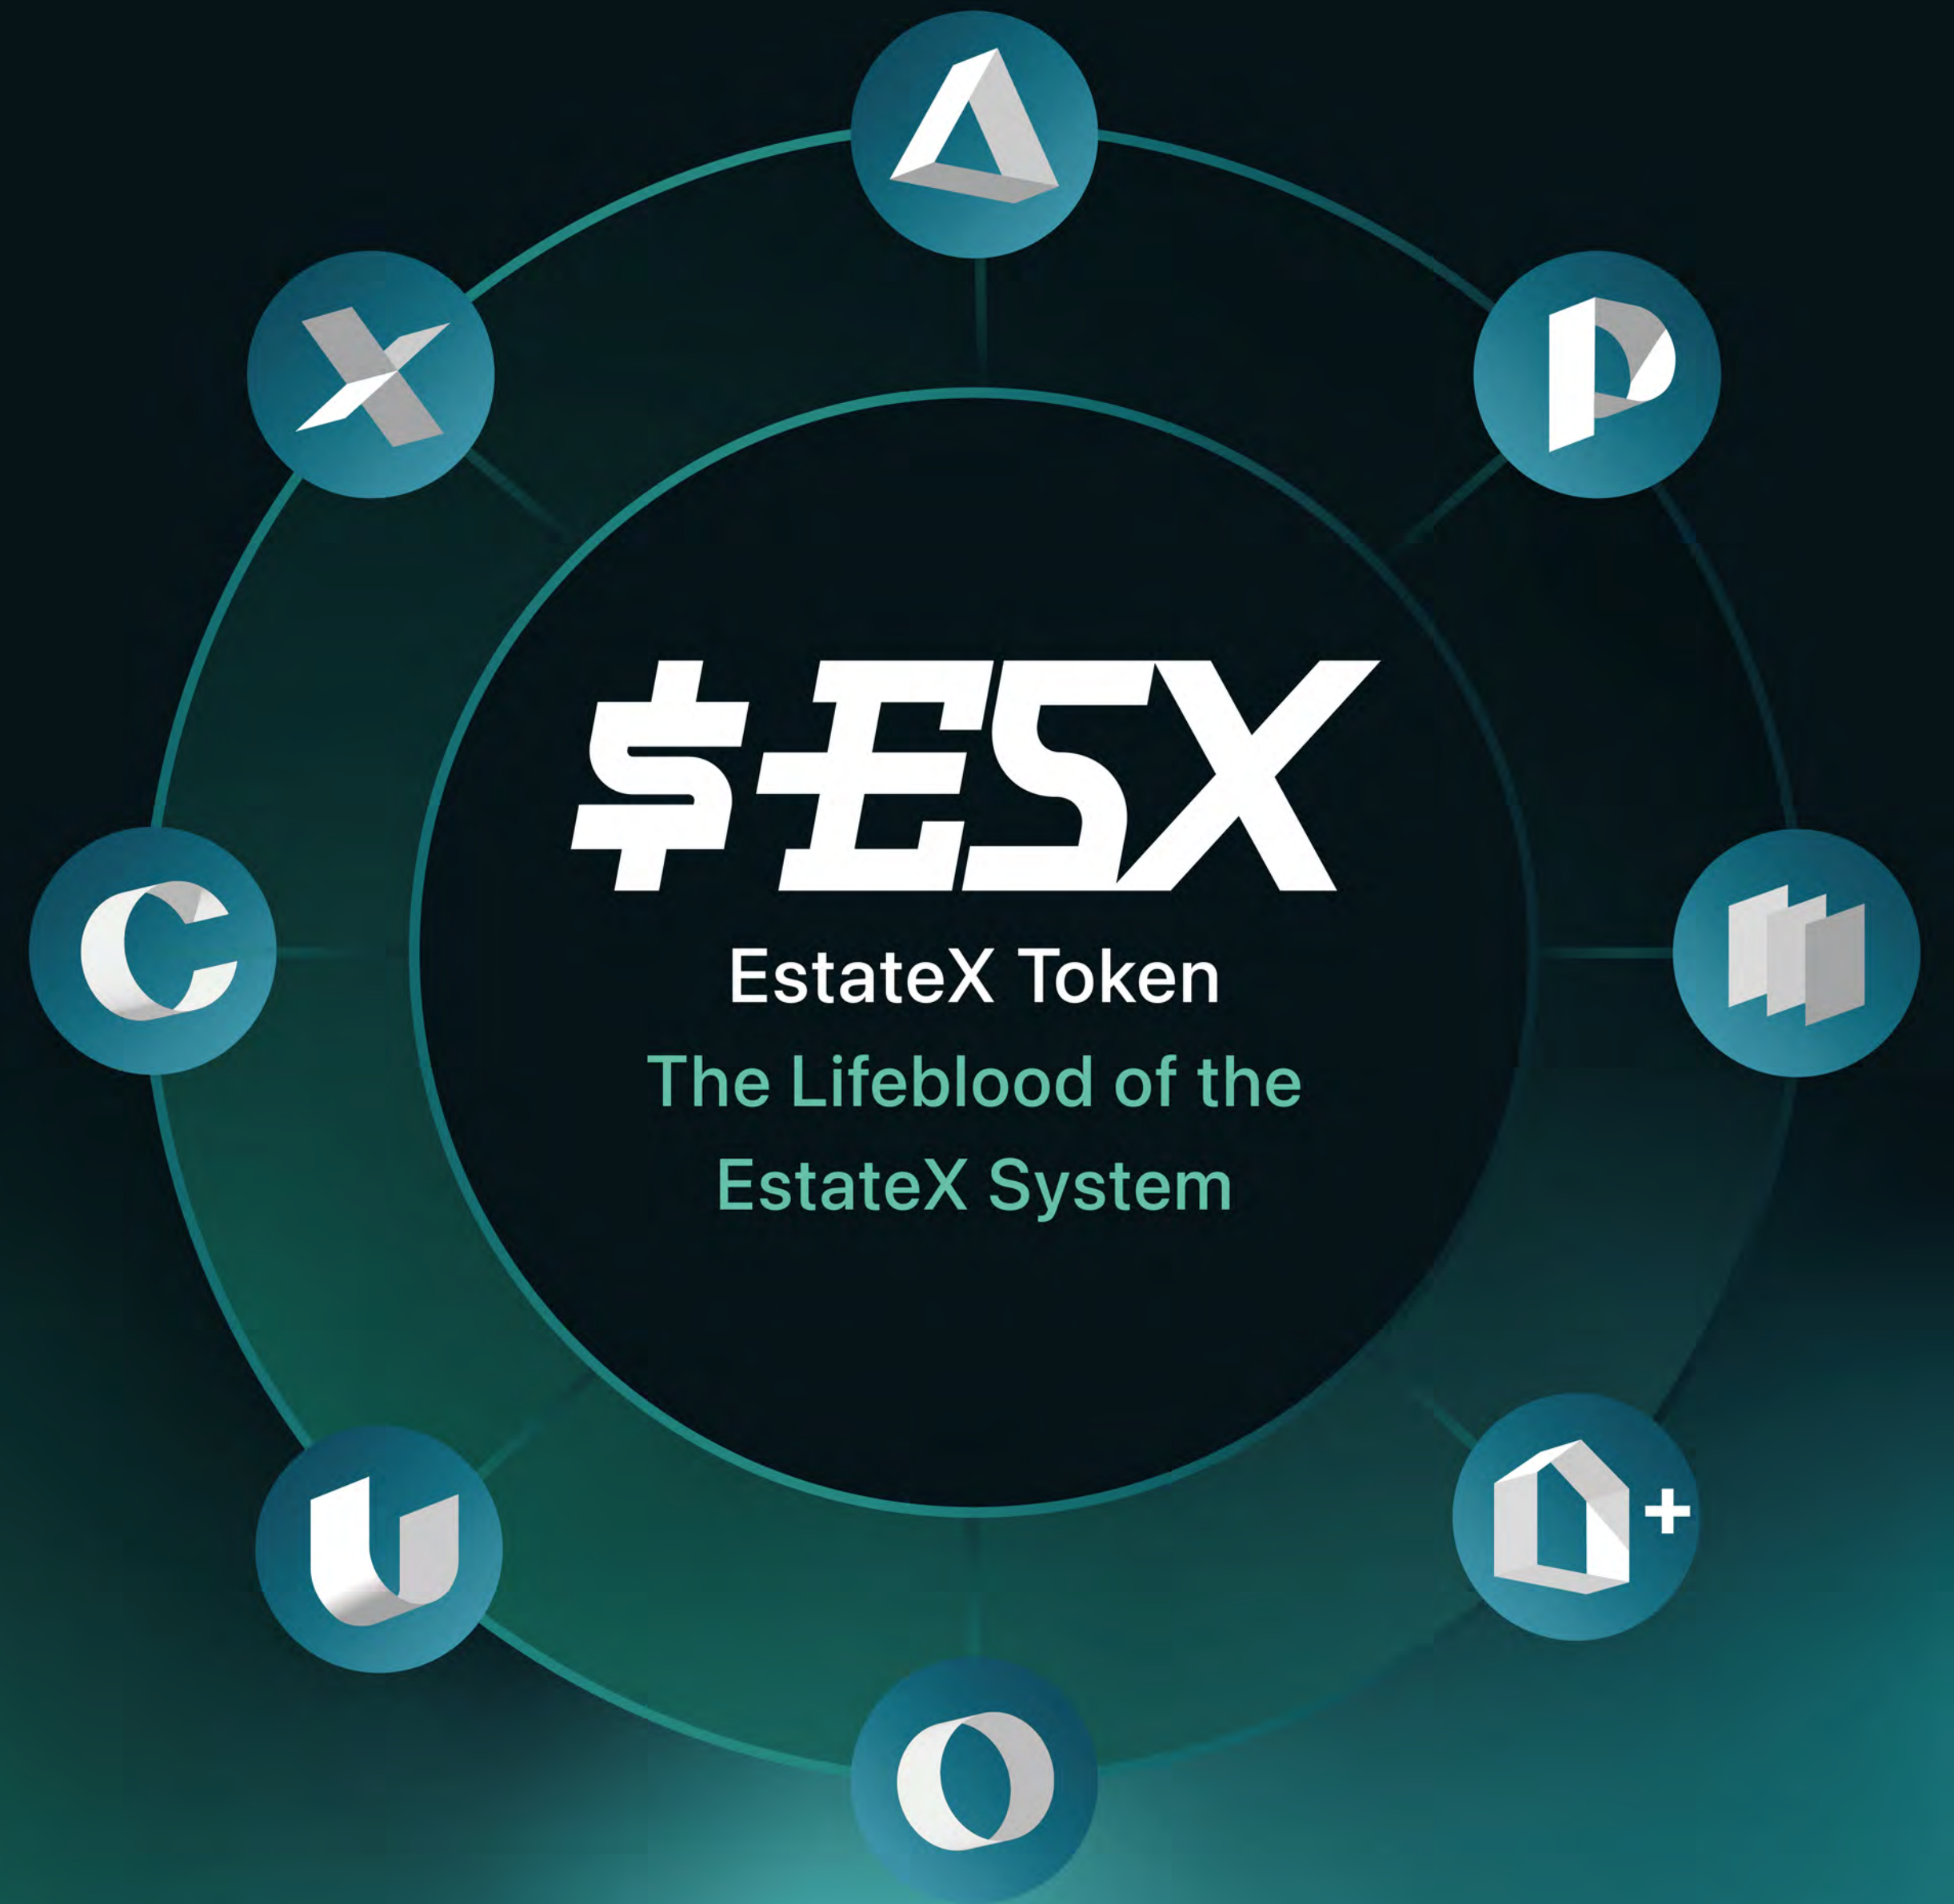 $ESX
EstateX Token
The Lifeblood of the
EstateX System
X
P
C
U
+
O